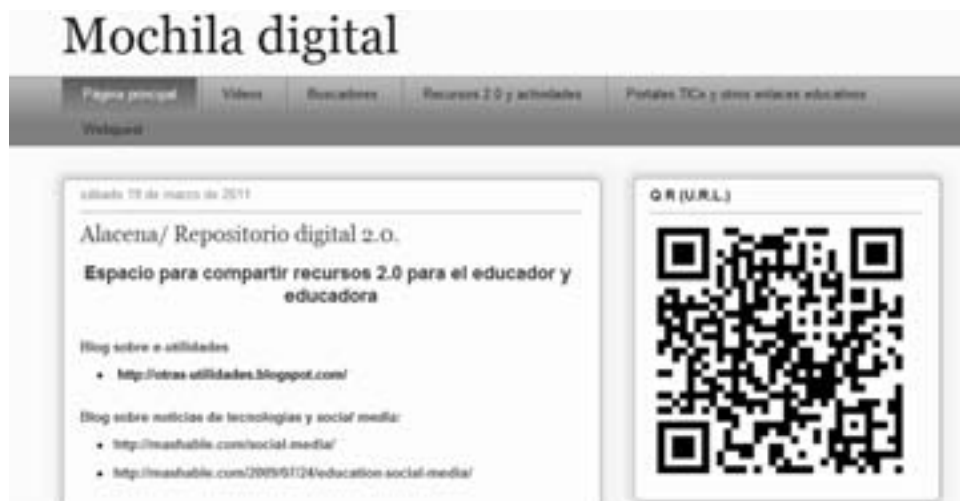 Mochila digital
Página principal Videos Buscadores Recursos 2.0 y actividades Portales TICs y otros enlaces educativos
Webquest
sábado 19 de marzo de 2011
Alacena/ Repositorio digital 2.0.
Espacio para compartir recursos 2.0 para el educador y
educadora
Blog sobre e-utilidades
http://otras-utilidades.blogspot.com/
Blog sobre noticias de tecnologías y social media:
http://mashable.com/social-media/
http://mashable.com/2009/07/24/education-social-media/
Q R (U.R.L.)